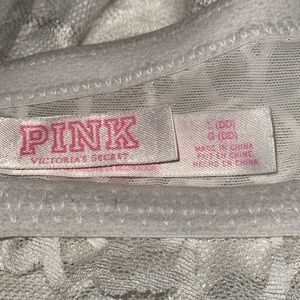 PINK
VICTORIA'S SECRET
L (DD)
G (DD)
MADE IN CHINA
FAIT EN CHINE
HECHO EN CHINA